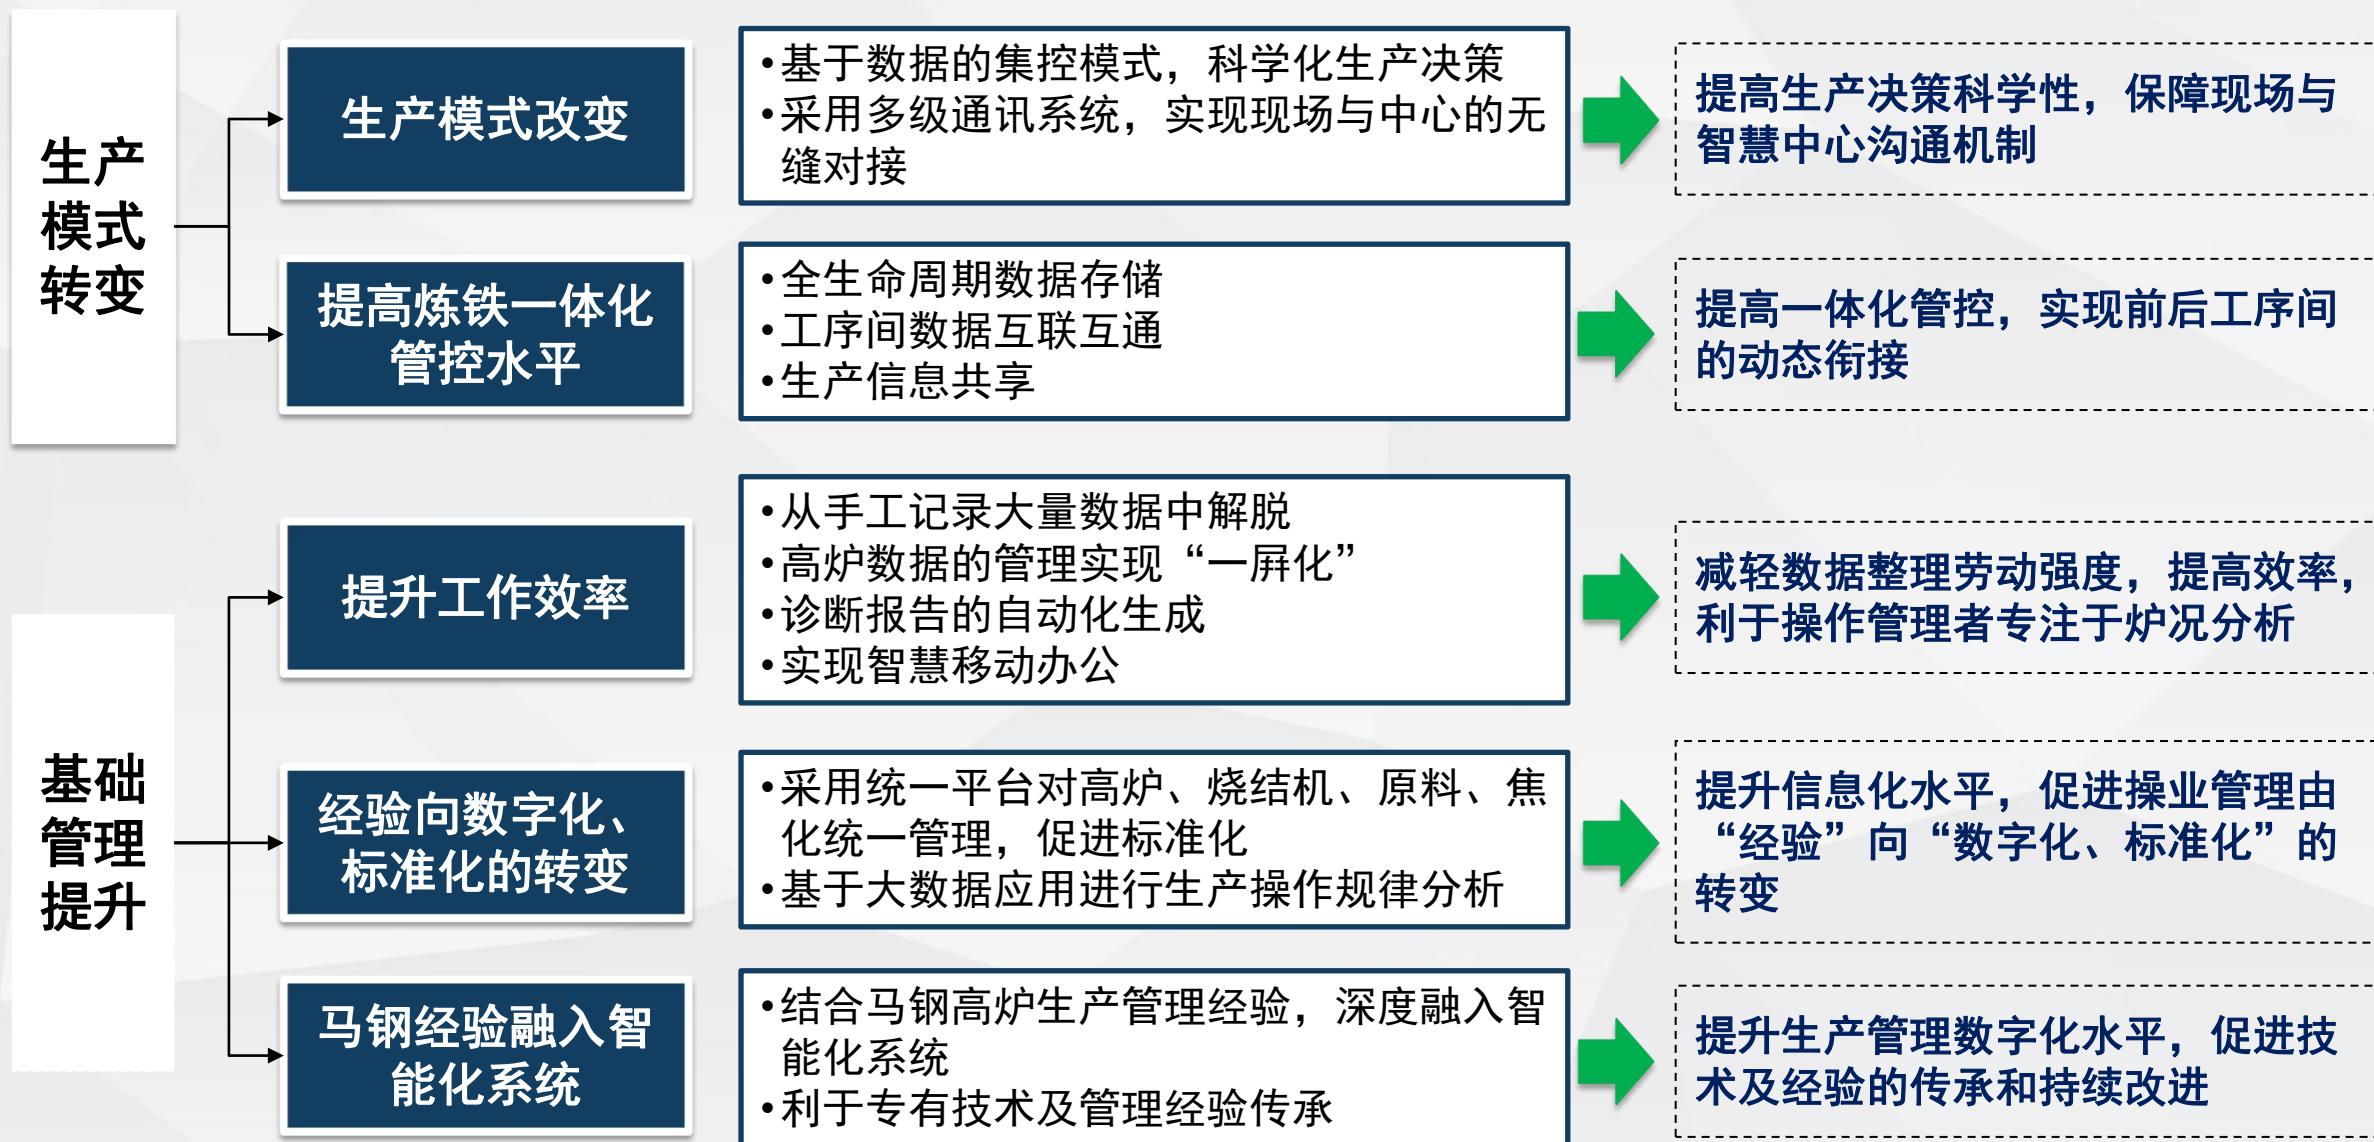 生产
模式
转变
生产模式改变
•基于数据的集控模式，科学化生产决策
•采用多级通讯系统，实现现场与中心的无
缝对接
提高生产决策科学性，保障现场与
智慧中心沟通机制
提高炼铁一体化
管控水平
•全生命周期数据存储
•工序间数据互联互通
•生产信息共享
提高一体化管控，实现前后工序间
的动态衔接
基础
管理
提升
提升工作效率
•从手工记录大量数据中解脱
•高炉数据的管理实现“一屏化”
•诊断报告的自动化生成
•实现智慧移动办公
减轻数据整理劳动强度，提高效率，
利于操作管理者专注于炉况分析
经验向数字化、
标准化的转变
•采用统一平台对高炉、烧结机、原料、焦
化统一管理，促进标准化
•基于大数据应用进行生产操作规律分析
提升信息化水平，促进操业管理由
“经验”向“数字化、标准化”的
转变
马钢经验融入智
能化系统
•结合马钢高炉生产管理经验，深度融入智
能化系统
•利于专有技术及管理经验传承
提升生产管理数字化水平，促进技
术及经验的传承和持续改进